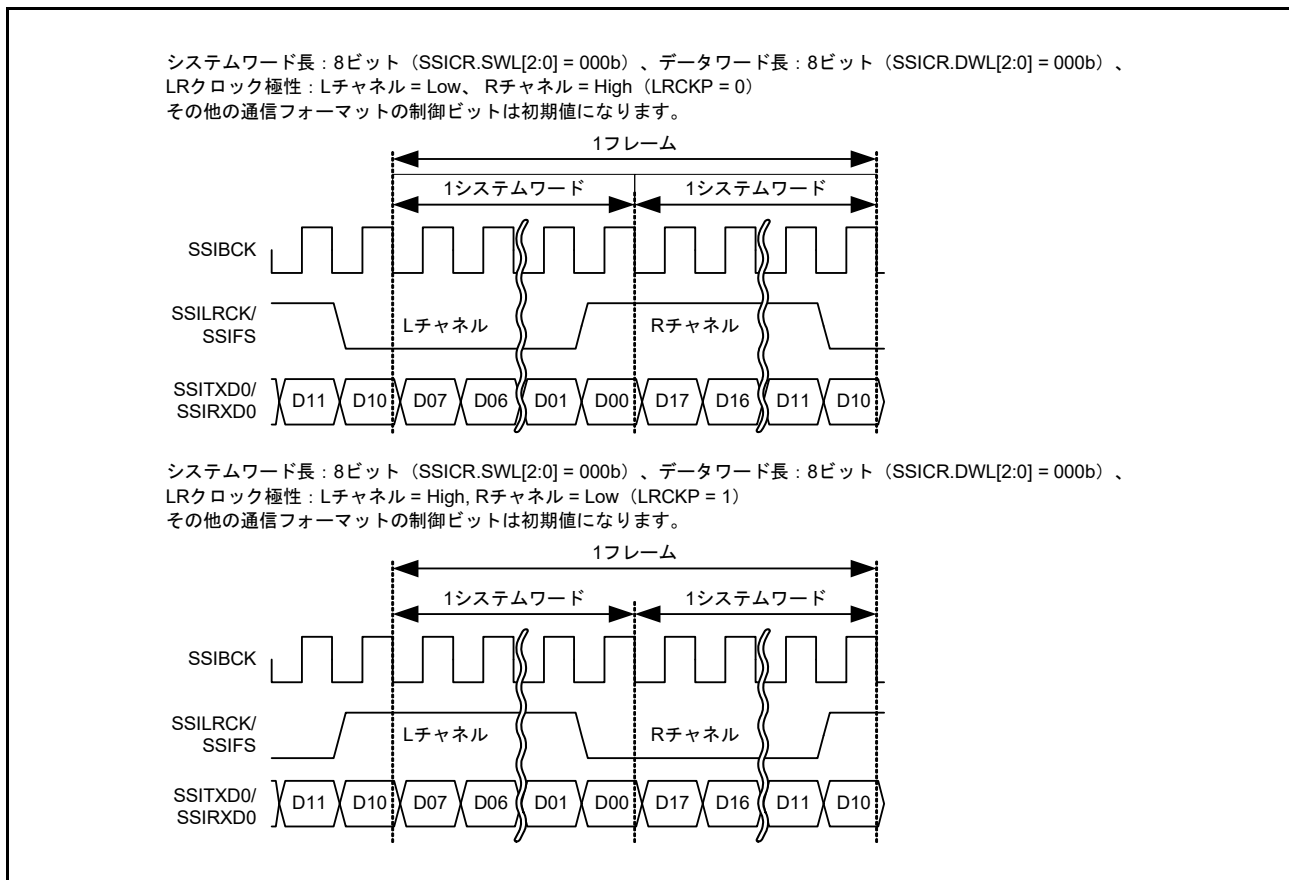 システムワード長：8ビット（SSICR.SWL[2:0] = 000b）、データワード長：8ビット（SSICR.DWL[2:0] = 000b）、
LRクロック極性：Lチャネル = Low、 Rチャネル = High（LRCKP = 0）
その他の通信フォーマットの制御ビットは初期値になります。
1フレーム
1システムワード 1システムワード
SSIBCK
SSILRCK/
SSIFS
Lチャネル Rチャネル
SSITXD0/
SSIRXD0
D11 D10 D07 D06 D01 D00 D17 D16 D11 D10
システムワード長：8ビット（SSICR.SWL[2:0] = 000b）、データワード長：8ビット（SSICR.DWL[2:0] = 000b）、
LRクロック極性：Lチャネル = High, Rチャネル = Low（LRCKP = 1）
その他の通信フォーマットの制御ビットは初期値になります。
1フレーム
1システムワード 1システムワード
SSIBCK
SSILRCK/
SSIFS
Lチャネル Rチャネル
SSITXD0/
SSIRXD0
D11 D10 D07 D06 D01 D00 D17 D16 D11 D10